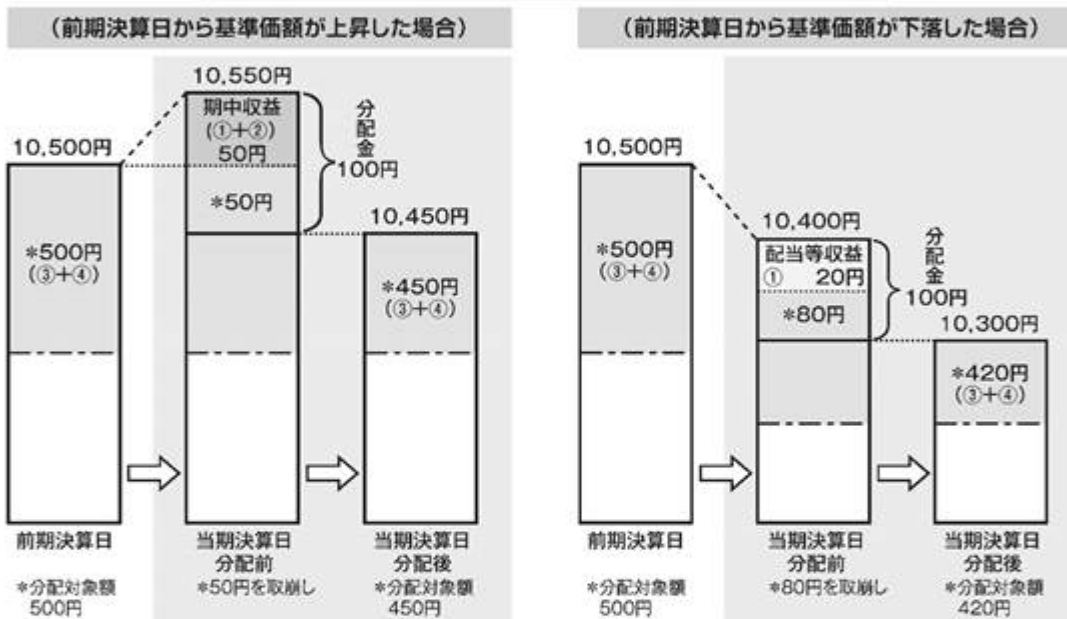 (前期決算日から基準価額が上昇した場合)
10,550円
期中収益
(①+②)
50円
*50円
分配金
100円
10,500円
*500円
(③+④)
10,450円
*450円
(③+④)
前期決算日
*分配対象額
500円
当期決算日
分配前
*50円を取崩し
当期決算日
分配後
*分配対象額
450円
(前期決算日から基準価額が下落した場合)
10,500円
*500円
(③+④)
10,400円
配当等収益
① 20円
*80円
分配金
100円
10,300円
*420円
(③+④)
前期決算日
*分配対象額
500円
当期決算日
分配前
*80円を取崩し
当期決算日
分配後
*分配対象額
420円